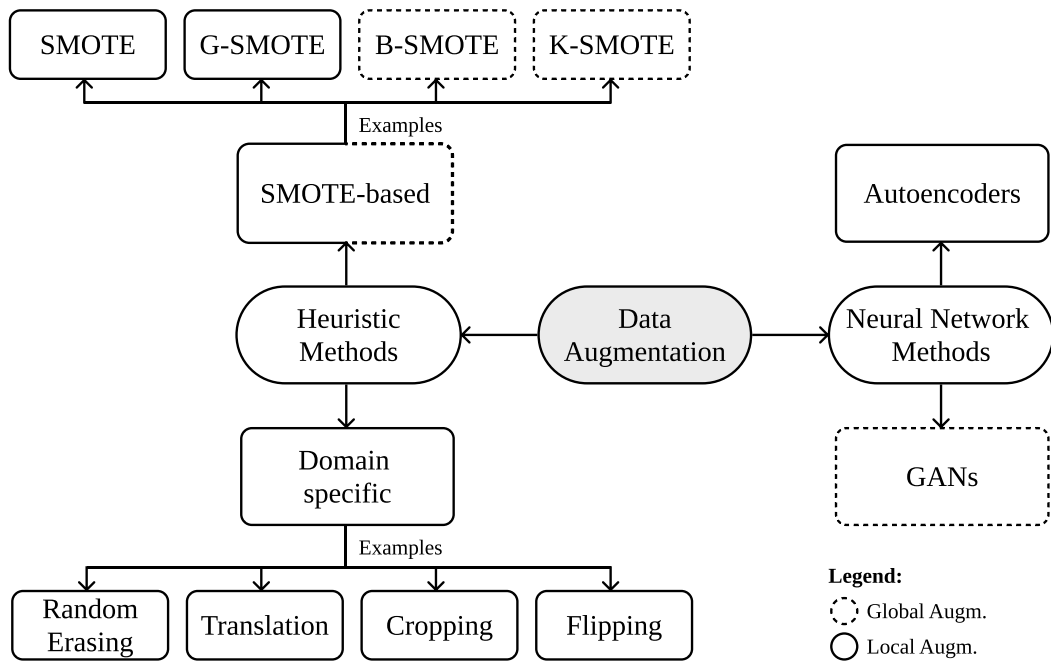 SMOTE
G-SMOTE
B-SMOTE
K-SMOTE
Examples
SMOTE-based
Autoencoders
Heuristic
Methods
Data
Augmentation
Neural Network
Methods
Domain
specific
GANs
Examples
Random
Erasing
Translation
Cropping
Flipping
Legend:
Global Augm.
Local Augm.